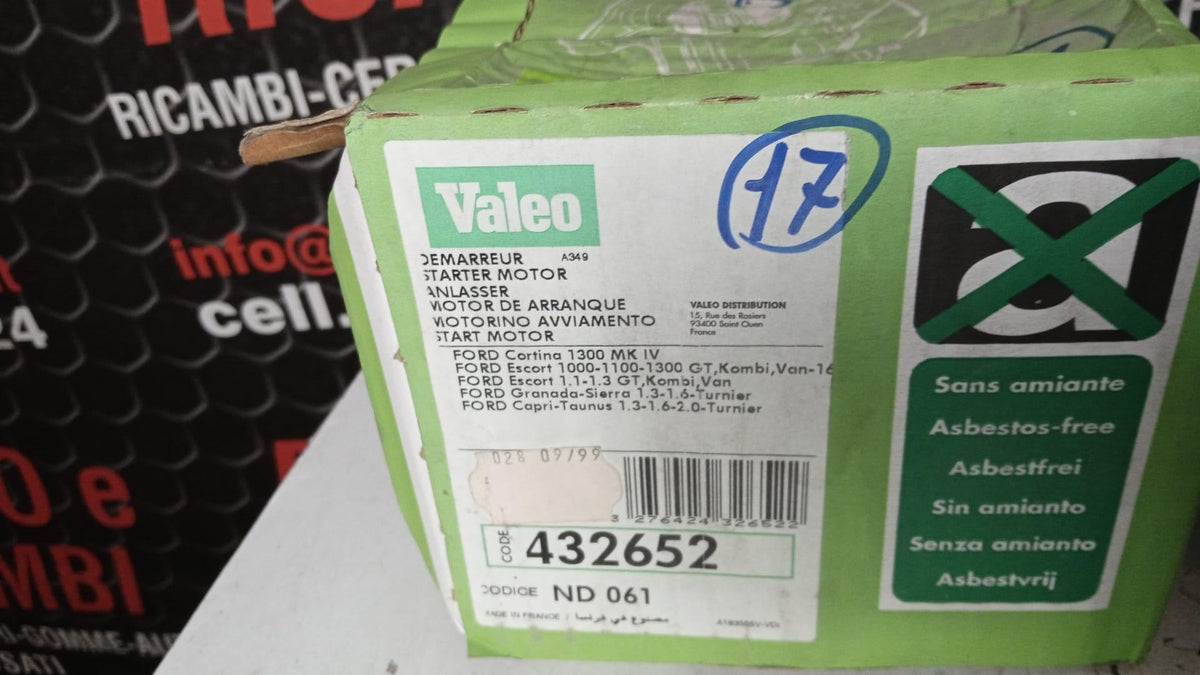 RICAMBI-CER
info@
cell.
24
O e
MBI
SATI
Valeo
17
DEMARREUR A349
STARTER MOTOR
ANLASSER
MOTOR DE ARRANQUE
MOTORINO AVVIAMENTO
START MOTOR
VALEO DISTRIBUTION
15, Rue des Rosiers
93400 Saint Ouen
France
FORD Cortina 1300 MK IV
FORD Escort 1000-1100-1300 GT,Kombi,Van-16
FORD Escort 1.1-1.3 GT,Kombi,Van
FORD Granada-Sierra 1.3-1.6-Turnier
FORD Capri-Taunus 1.3-1.6-2.0-Turnier
028 09/99
3 276424 326522
CODE 432652
CODICE ND 061
MADE IN FRANCE / مصنوع في فرنسا
a
Sans amiante
Asbestos-free
Asbestfrei
Sin amianto
Senza amianto
Asbestvrij